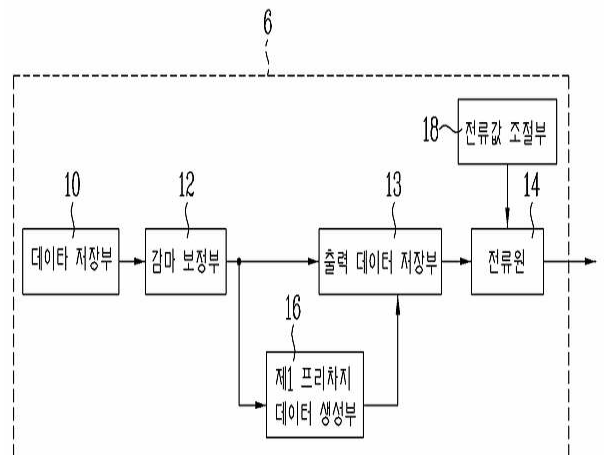 6
18
전류값 조절부
10
12
13
14
데이타 저장부
감마 보정부
출력 데이터 저장부
전류원
16
제1 프리차지
데이터 생성부